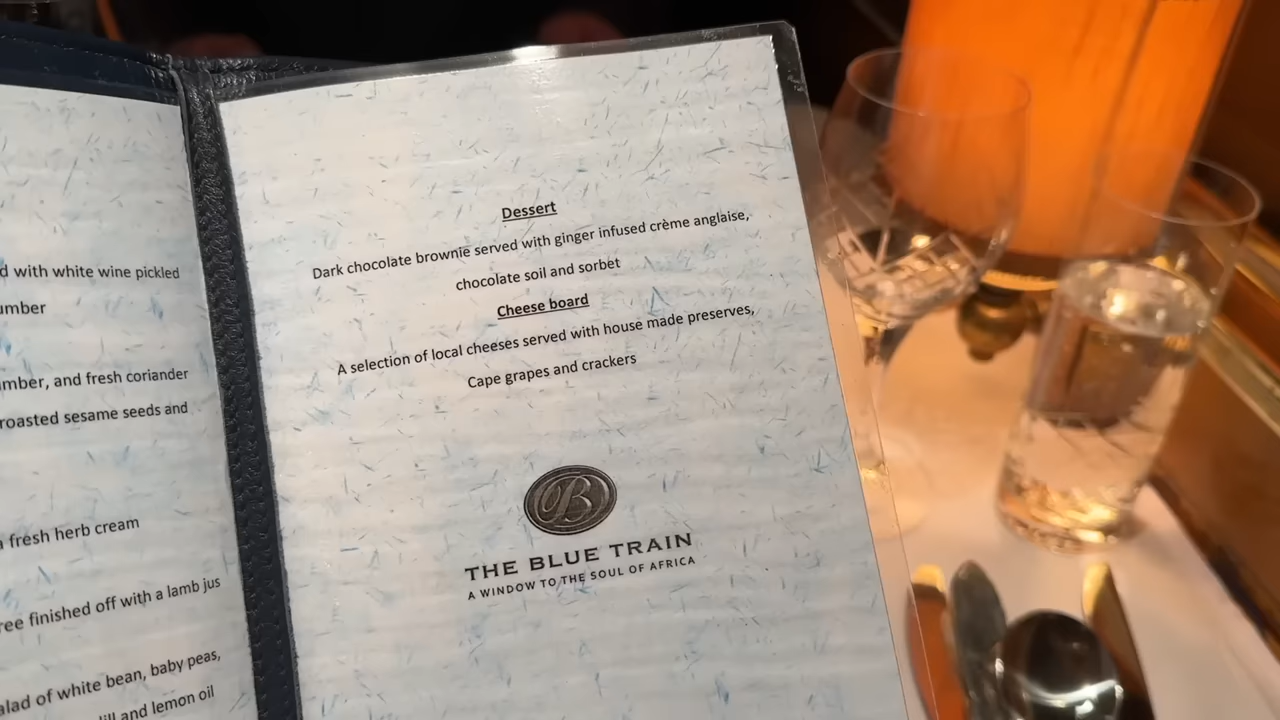 d with white wine pickled
umber
mber, and fresh coriander
roasted sesame seeds and
a fresh herb cream
ree finished off with a lamb jus
alad of white bean, baby peas,
ill and lemon oil
Dessert
Dark chocolate brownie served with ginger infused crème anglaise,
chocolate soil and sorbet
Cheese board
A selection of local cheeses served with house made preserves,
Cape grapes and crackers
B
THE BLUE TRAIN
A WINDOW TO THE SOUL OF AFRICA